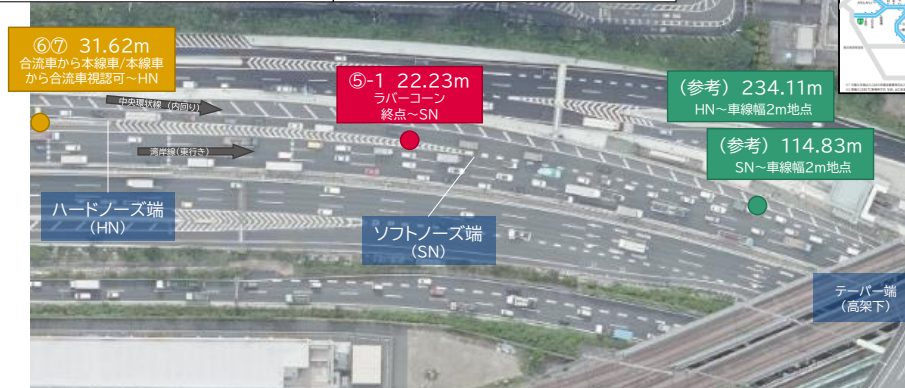 ⑥⑦ 31.62m
合流車から本線車/本線車
から合流車視認可～HN
中央環状線（内回り）
湾岸線(東行き)
ハードノーズ端
(HN)
⑤-1 22.23m
ラバーコーン
終点～SN
ソフトノーズ端
(SN)
(参考) 234.11m
HN～車線幅2m地点
(参考) 114.83m
SN～車線幅2m地点
テーパー端
(高架下)